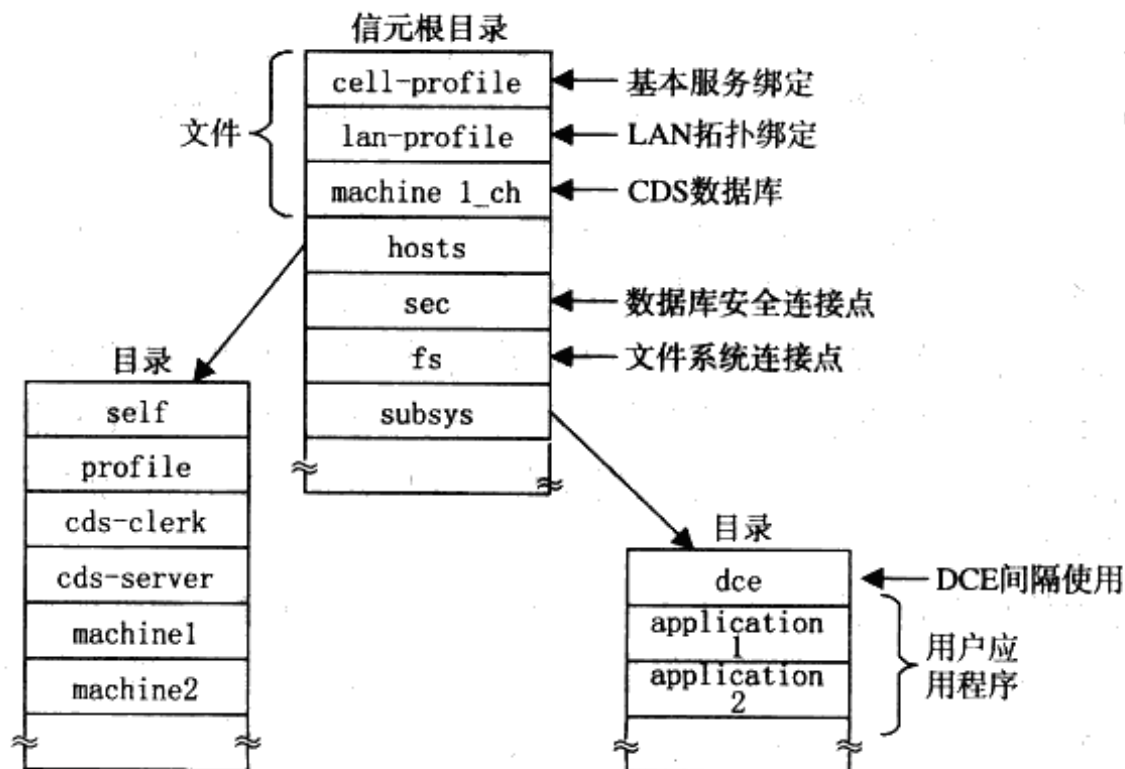 信元根目录
cell-profile
基本服务绑定
文件
lan-profile
LAN拓扑绑定
machine 1_ch
CDS数据库
hosts
sec
数据库安全连接点
fs
文件系统连接点
subsys
目录
self
profile
cds-clerk
cds-server
machine1
machine2
目录
dce
DCE间隔使用
application
1
application
2
用户应
用程序